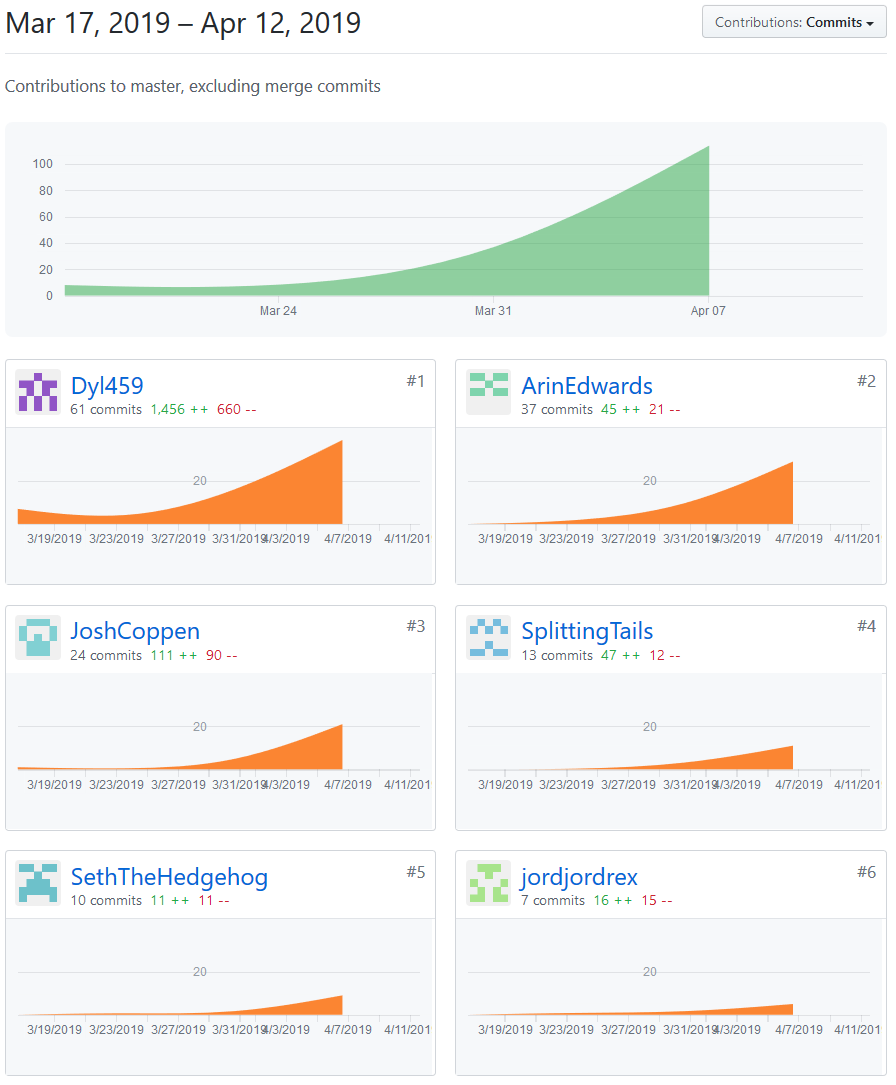 Mar 17, 2019 – Apr 12, 2019
Contributions: Commits
Contributions to master, excluding merge commits
100
80
60
40
20
0
Mar 24 Mar 31 Apr 07
Dyl459 #1
61 commits 1,456 ++ 660 --
20
3/19/2019 3/23/2019 3/27/2019 3/31/2019 4/3/2019 4/7/2019 4/11/201
ArinEdwards #2
37 commits 45 ++ 21 --
20
3/19/2019 3/23/2019 3/27/2019 3/31/2019 4/3/2019 4/7/2019 4/11/201
JoshCoppen #3
24 commits 111 ++ 90 --
20
3/19/2019 3/23/2019 3/27/2019 3/31/2019 4/3/2019 4/7/2019 4/11/201
SplittingTails #4
13 commits 47 ++ 12 --
20
3/19/2019 3/23/2019 3/27/2019 3/31/2019 4/3/2019 4/7/2019 4/11/201
SethTheHedgehog #5
10 commits 11 ++ 11 --
20
3/19/2019 3/23/2019 3/27/2019 3/31/2019 4/3/2019 4/7/2019 4/11/201
jordjordrex #6
7 commits 16 ++ 15 --
20
3/19/2019 3/23/2019 3/27/2019 3/31/2019 4/3/2019 4/7/2019 4/11/201